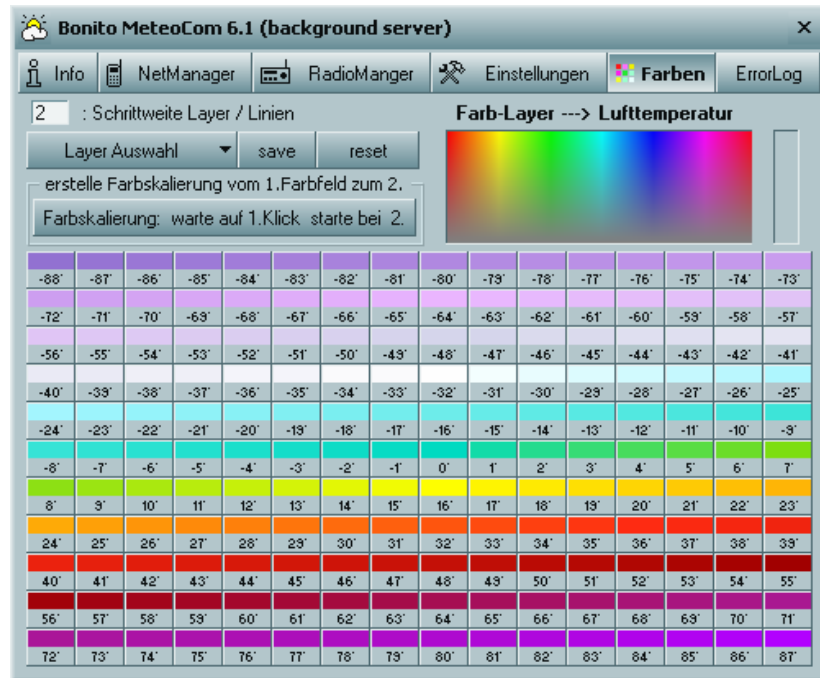 Bonito MeteoCom 6.1 (background server)
Info NetManager RadioManger Einstellungen Farben ErrorLog
2 : Schrittweite Layer / Linien
Farb-Layer ---> Lufttemperatur
Layer Auswahl save reset
erstelle Farbskalierung vom 1.Farbfeld zum 2.
Farbskalierung: warte auf 1.Klick starte bei 2.
-88° -87° -86° -85° -84° -83° -82° -81° -80° -79° -78° -77° -76° -75° -74° -73°
-72° -71° -70° -69° -68° -67° -66° -65° -64° -63° -62° -61° -60° -59° -58° -57°
-56° -55° -54° -53° -52° -51° -50° -49° -48° -47° -46° -45° -44° -43° -42° -41°
-40° -39° -38° -37° -36° -35° -34° -33° -32° -31° -30° -29° -28° -27° -26° -25°
-24° -23° -22° -21° -20° -19° -18° -17° -16° -15° -14° -13° -12° -11° -10° -9°
-8° -7° -6° -5° -4° -3° -2° -1° 0° 1° 2° 3° 4° 5° 6° 7°
8° 9° 10° 11° 12° 13° 14° 15° 16° 17° 18° 19° 20° 21° 22° 23°
24° 25° 26° 27° 28° 29° 30° 31° 32° 33° 34° 35° 36° 37° 38° 39°
40° 41° 42° 43° 44° 45° 46° 47° 48° 49° 50° 51° 52° 53° 54° 55°
56° 57° 58° 59° 60° 61° 62° 63° 64° 65° 66° 67° 68° 69° 70° 71°
72° 73° 74° 75° 76° 77° 78° 79° 80° 81° 82° 83° 84° 85° 86° 87°